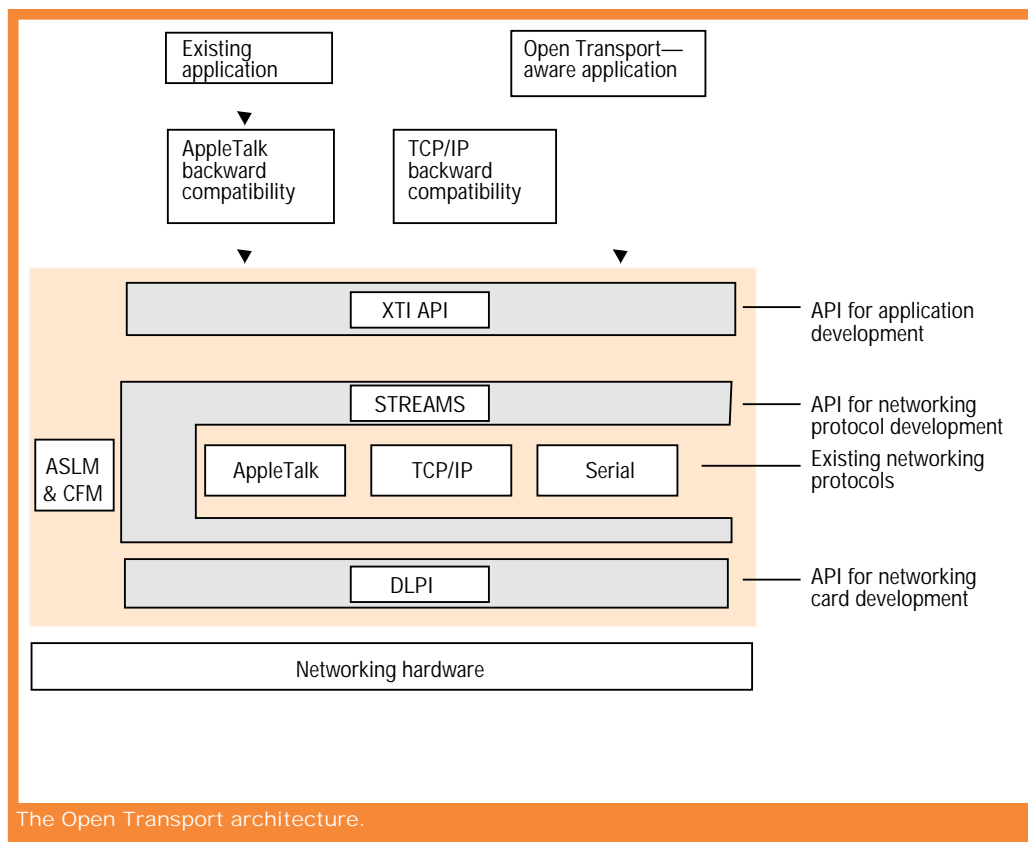 Existing
application
Open Transport—
aware application
AppleTalk
backward
compatibility
TCP/IP
backward
compatibility
XTI API
API for application
development
STREAMS
API for networking
protocol development
ASLM
& CFM
AppleTalk
TCP/IP
Serial
Existing networking
protocols
DLPI
API for networking
card development
Networking hardware
The Open Transport architecture.